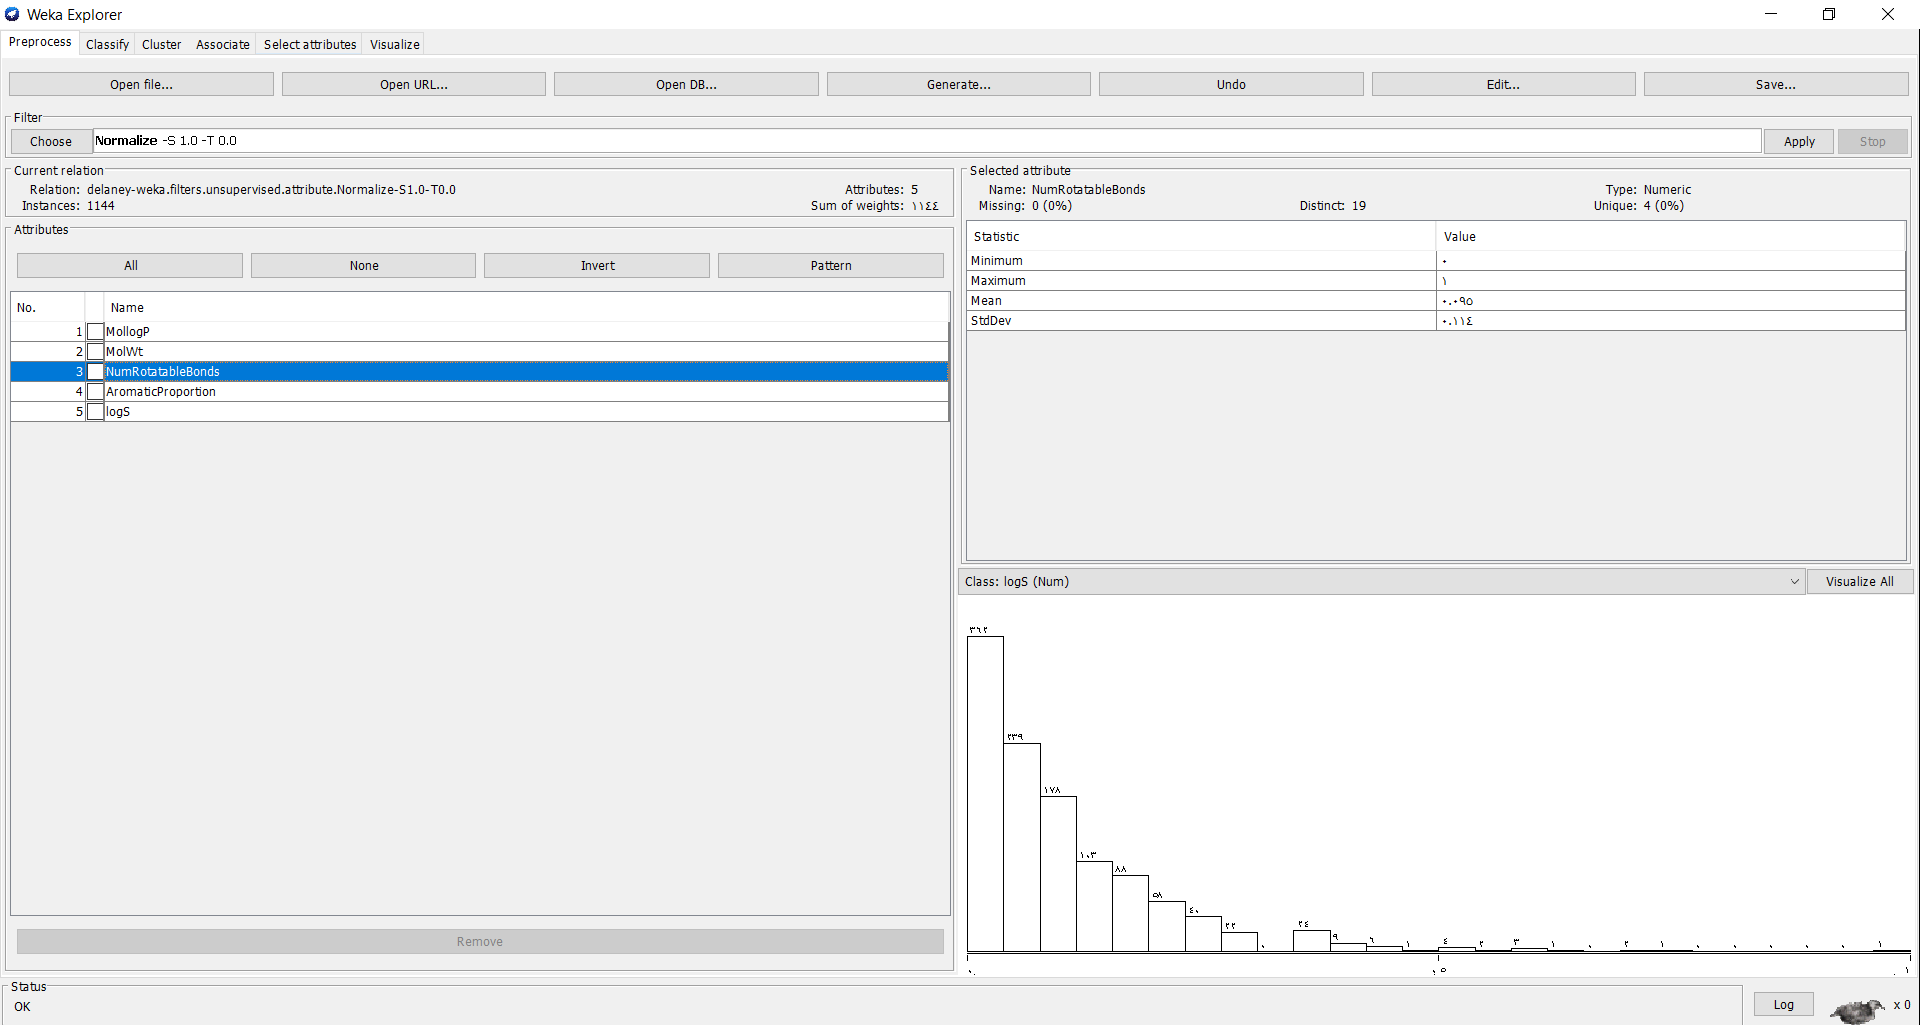 Weka Explorer
Preprocess Classify Cluster Associate Select attributes Visualize
Open file... Open URL... Open DB... Generate... Undo Edit... Save...
Filter
Choose Normalize -S 1.0 -T 0.0 Apply Stop
Current relation
Relation: delaney-weka.filters.unsupervised.attribute.Normalize-S1.0-T0.0 Attributes: 5
Instances: 1144 Sum of weights: ١١٤٤
Selected attribute
Name: NumRotatableBonds Type: Numeric
Missing: 0 (0%) Distinct: 19 Unique: 4 (0%)
Attributes
All None Invert Pattern
No. Name
1 MollogP
2 MolWt
3 NumRotatableBonds
4 AromaticProportion
5 logS
Remove
Statistic Value
Minimum ٠
Maximum ١
Mean ٠.٠٩٥
StdDev ٠.١١٤
Class: logS (Num) Visualize All
٣٦٢
٢٣٩
١٧٨
١٠٣
٨٨
٥٨
٤٠
٢٢
٠
٢٤
٩
٦
١
٤
٢
٣
١
٠
٢
١
٠
٠
٠
٠
٠
١
Status
OK
Log x 0